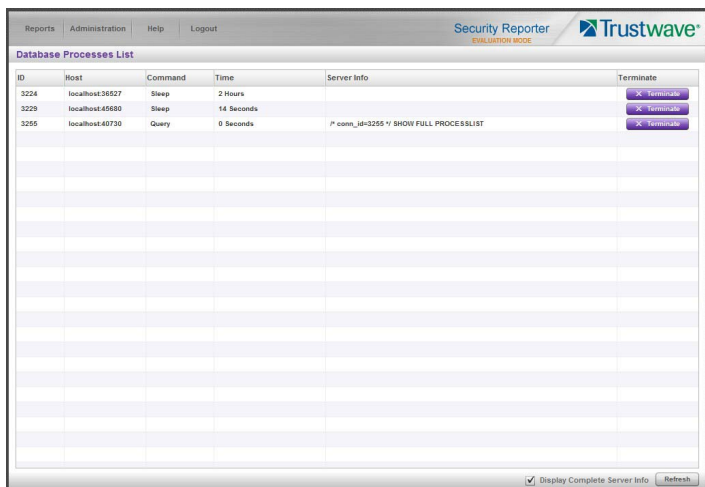 Reports Administration Help Logout Security Reporter Trustwave®
EVALUATION MODE
Database Processes List
ID Host Command Time Server Info Terminate
3224 localhost:36527 Sleep 2 Hours X Terminate
3229 localhost:45680 Sleep 14 Seconds X Terminate
3255 localhost:40730 Query 0 Seconds /* conn_id=3255 */ SHOW FULL PROCESSLIST X Terminate
Display Complete Server Info Refresh